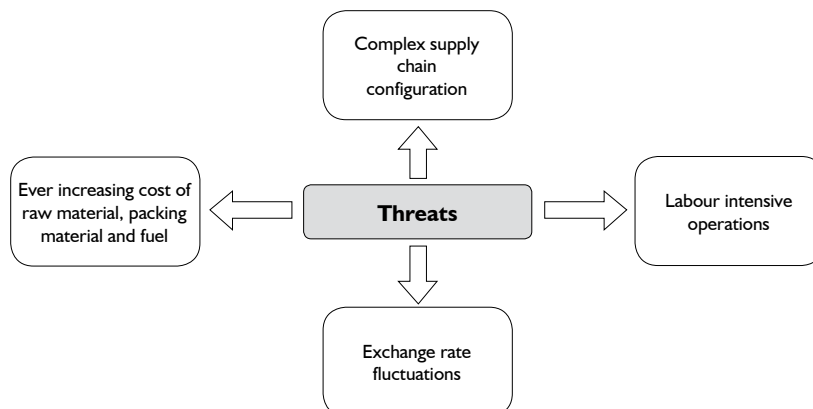 Complex supply
chain
configuration
Ever increasing cost of
raw material, packing
material and fuel
Threats
Labour intensive
operations
Exchange rate
fluctuations